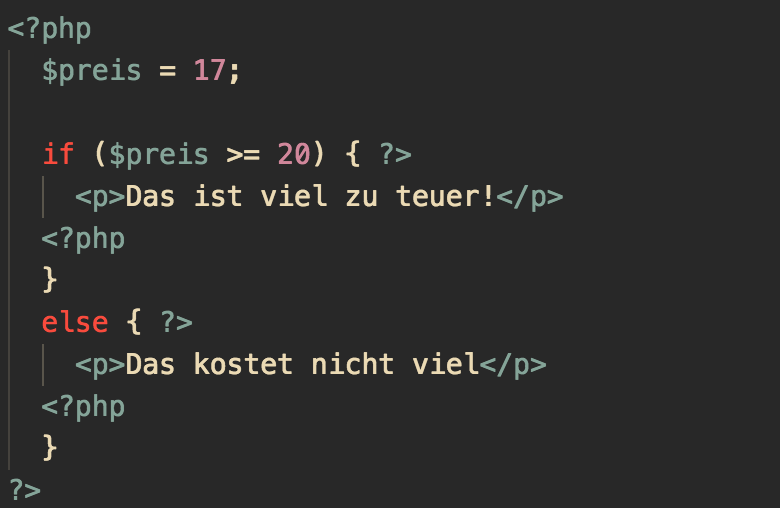 <?php
  $preis = 17;

  if ($preis >= 20) { ?>
    <p>Das ist viel zu teuer!</p>
  <?php
  }
  else { ?>
    <p>Das kostet nicht viel</p>
  <?php
  }
?>